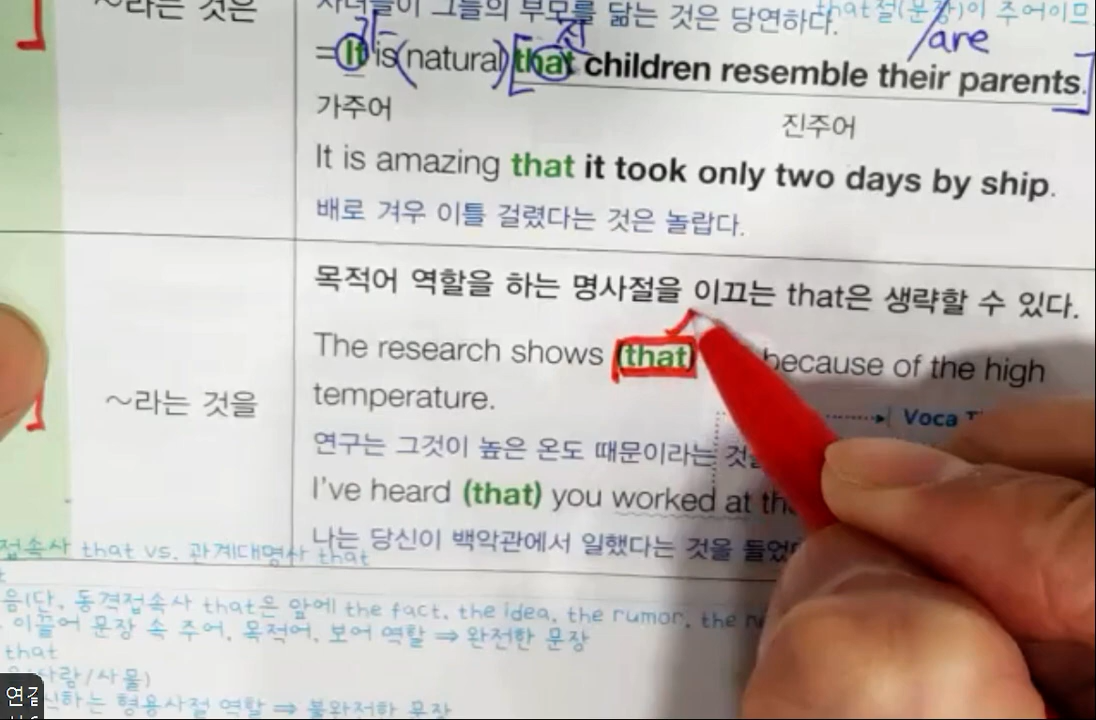 ~라는 것은
자녀들이 그들의 부모를 닮는 것은 당연하다.
that절(문장)이 주어이므
/are
가
진
=It is (natural) [that children resemble their parents.]
가주어
진주어
It is amazing that it took only two days by ship.
배로 겨우 이틀 걸렸다는 것은 놀랍다.
목적어 역할을 하는 명사절을 이끄는 that은 생략할 수 있다.
The research shows (that) because of the high
temperature.
~라는 것을
Voca
연구는 그것이 높은 온도 때문이라는 것
I've heard (that) you worked at
나는 당신이 백악관에서 일했다는 것을 들었
접속사 that vs. 관계대명사 that
음(단, 동격접속사 that은 앞에 the fact, the idea, the rumor, the
이끌어 문장 속 주어, 목적어, 보어 역할 ⇒ 완전한 문장
that
사람/사물)
식하는 형용사절 역할 ⇒ 불완전한 문장